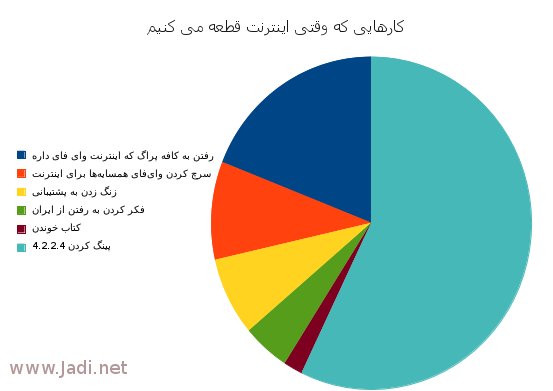 کارهایی که وقتی اینترنت قطعه می کنیم
رفتن به کافه پراگ که اینترنت وای فای داره
سرچ کردن وای‌فای همسایه‌ها برای اینترنت
زنگ زدن به پشتیبانی
فکر کردن به رفتن از ایران
کتاب خوندن
پینگ کردن 4.2.2.4
www.Jadi.net